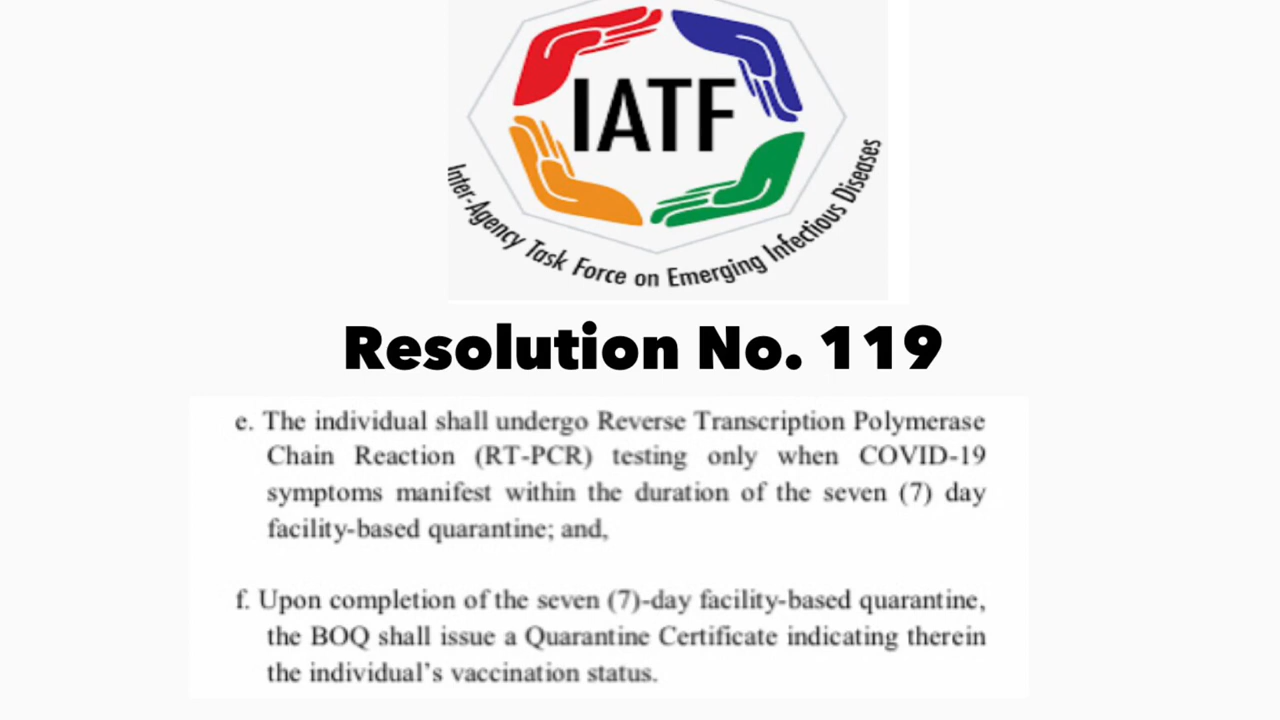 IATF
Inter-Agency Task Force on Emerging Infectious Diseases
Resolution No. 119
e. The individual shall undergo Reverse Transcription Polymerase
Chain Reaction (RT-PCR) testing only when COVID-19
symptoms manifest within the duration of the seven (7) day
facility-based quarantine; and,
f. Upon completion of the seven (7)-day facility-based quarantine,
the BOQ shall issue a Quarantine Certificate indicating therein
the individual's vaccination status.